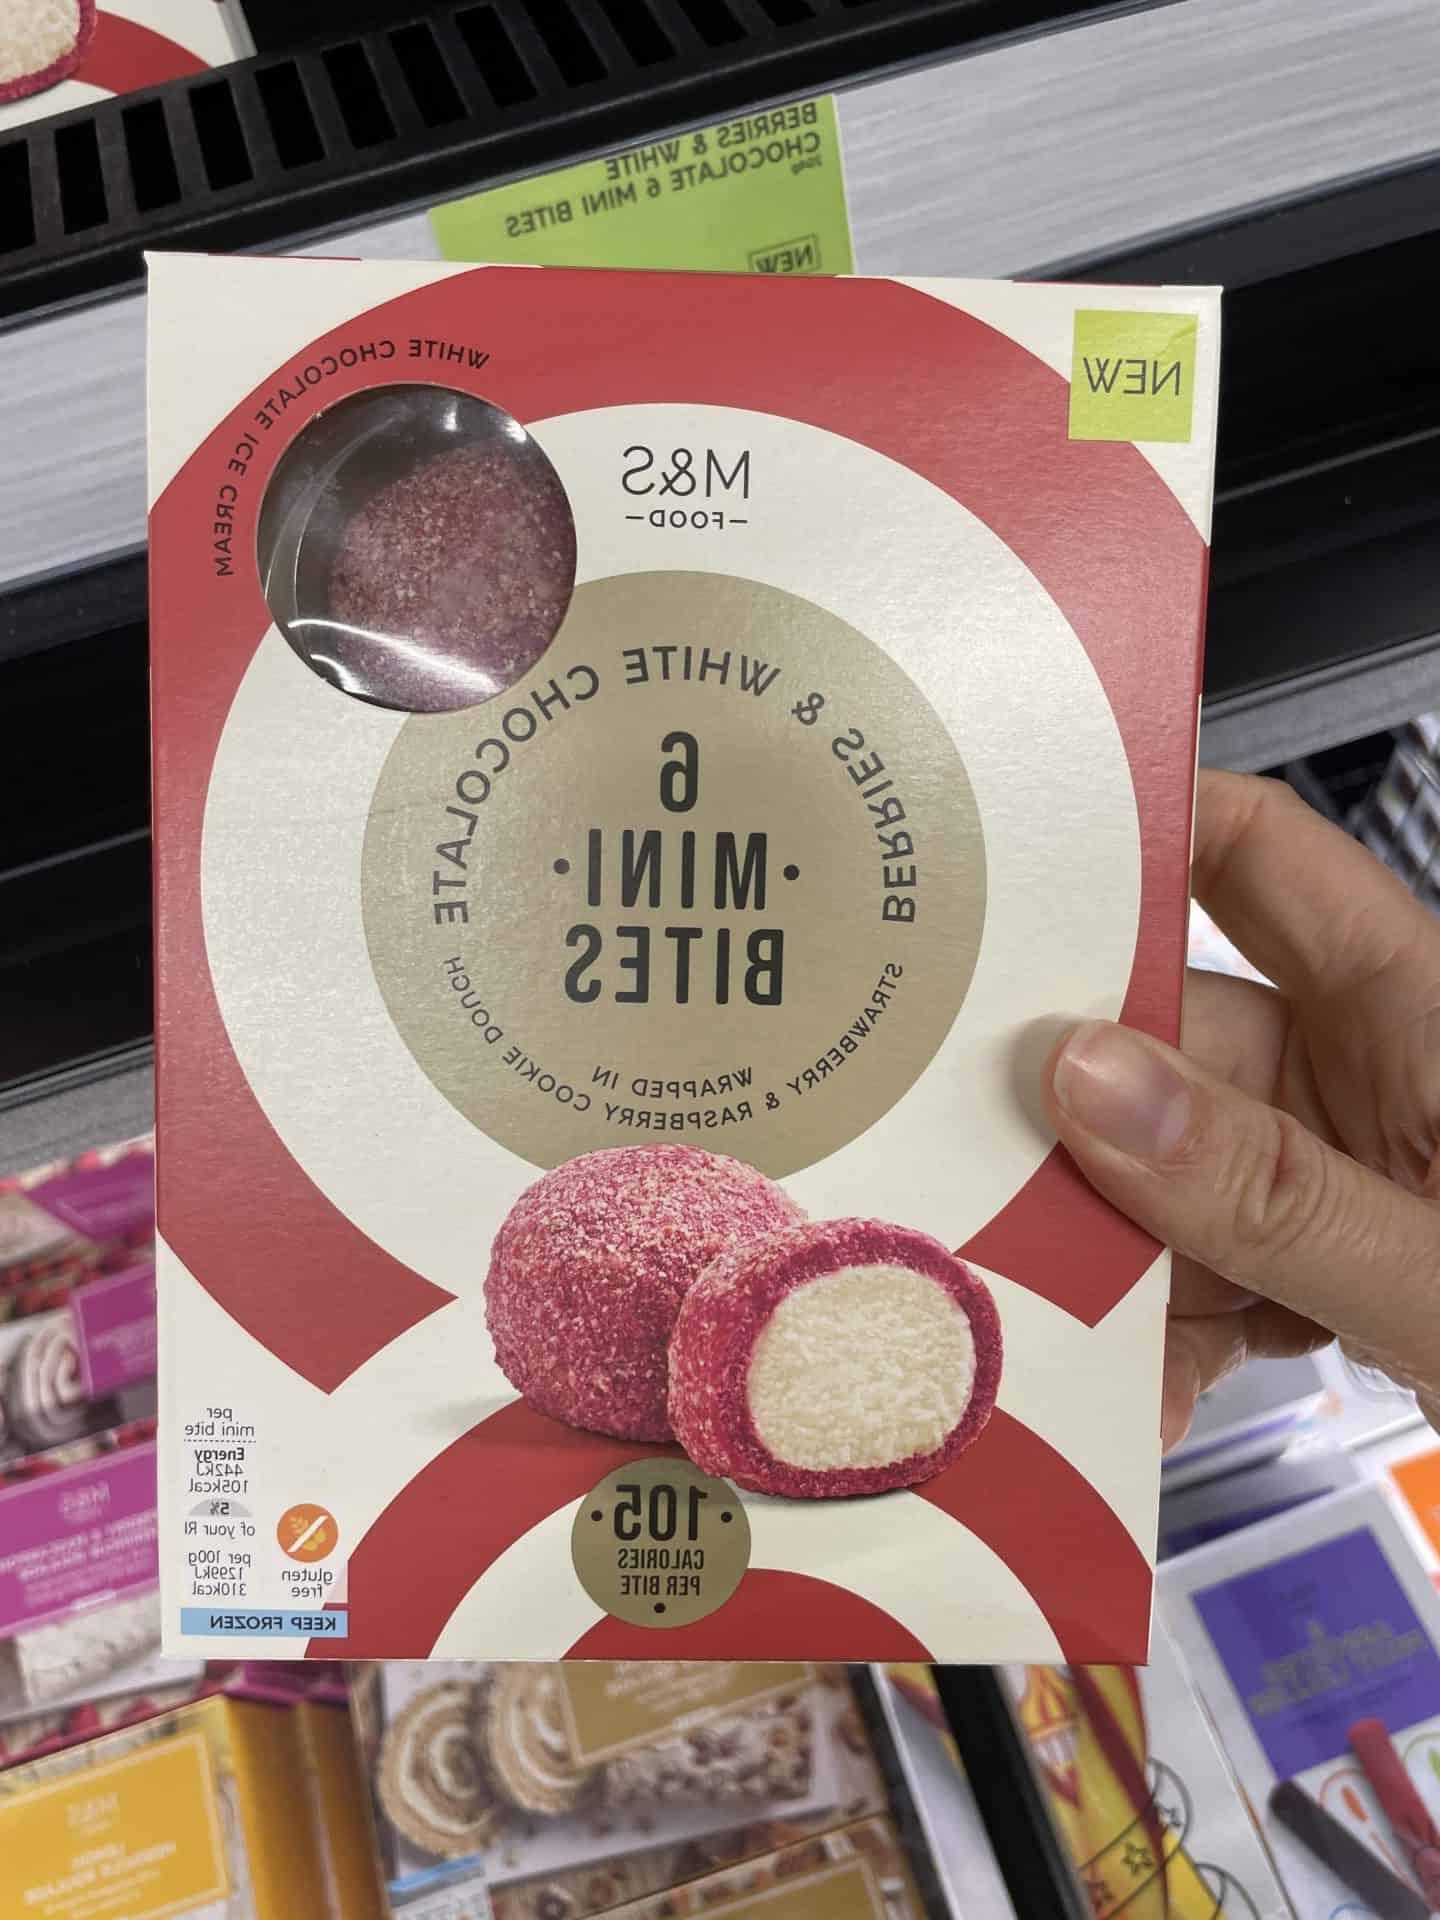 BERRIES & WHITE
CHOCOLATE 6 MINI BITES
204g
NEW
NEW
WHITE CHOCOLATE ICE CREAM
M&S
FOOD
BERRIES & WHITE CHOCOLATE
6
MINI
BITES
WRAPPED IN
STRAWBERRY & RASPBERRY COOKIE DOUGH
105
CALORIES
PER BITE
per
mini bite
Energy
442kJ
105kcal
5%
of your RI
per 100g
1299kJ
310kcal
gluten
free
KEEP FROZEN
M&S
M&S